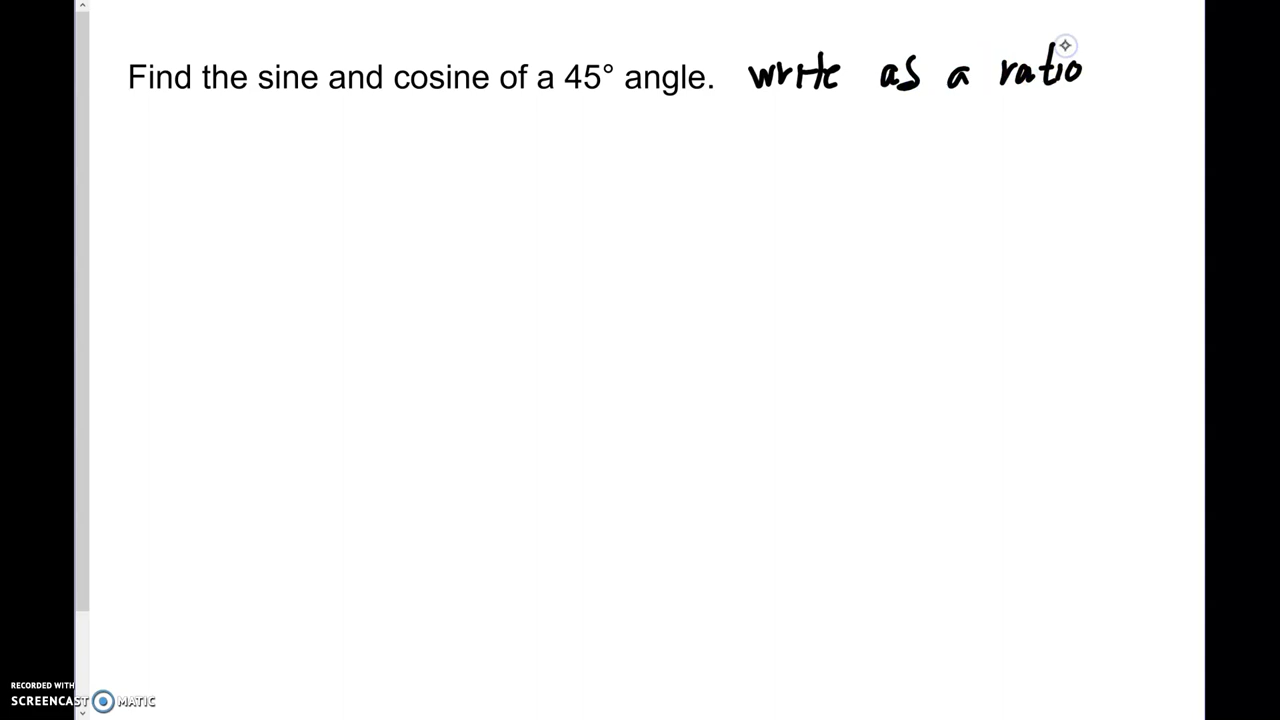 Find the sine and cosine of a 45° angle. write as a ratio
RECORDED WITH
SCREENCAST MATIC